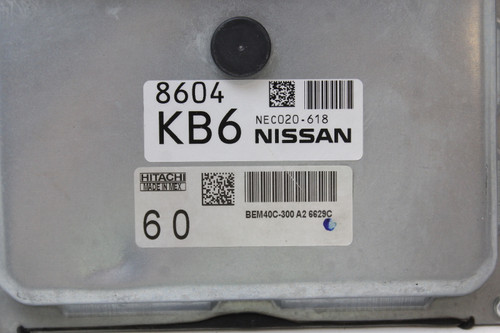 8604
KB6
NEC020-618
NISSAN
HITACHI
MADE IN MEX
60
BEM40C-300 A2 6629C